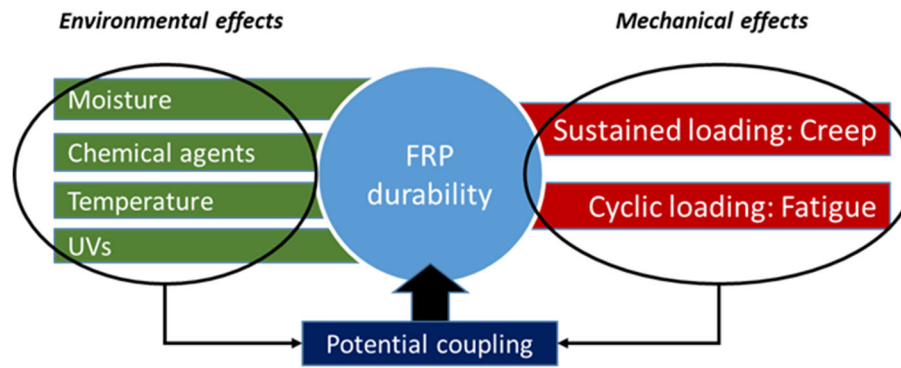 Environmental effects
Mechanical effects
Moisture
Chemical agents
Temperature
UVs
FRP
durability
Sustained loading: Creep
Cyclic loading: Fatigue
Potential coupling